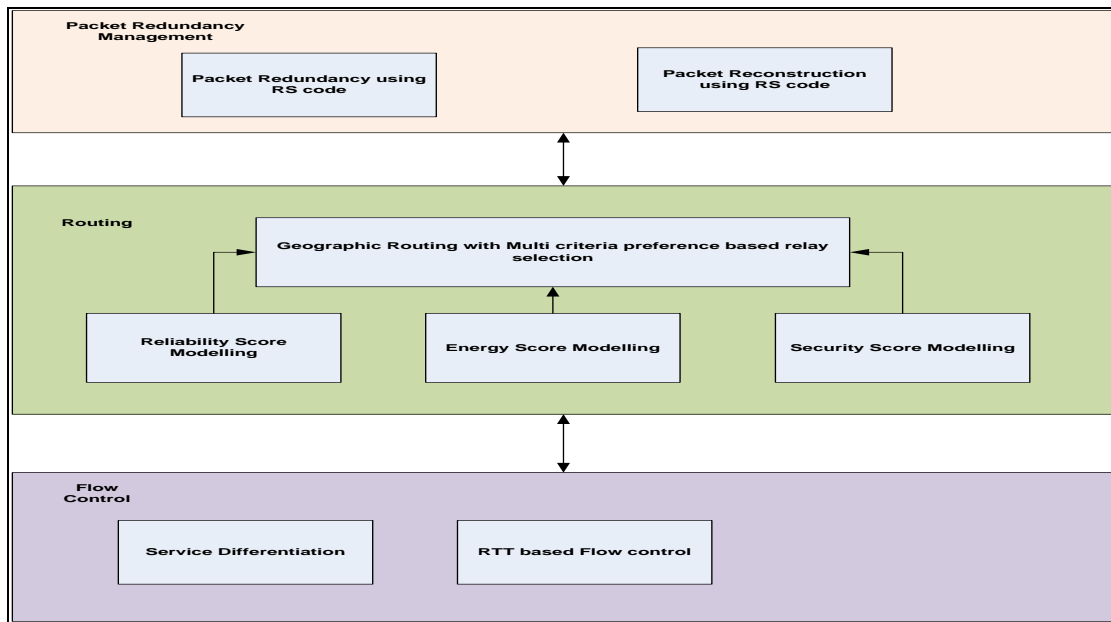 Packet Redundancy
Management
Packet Redundancy using
RS code
Packet Reconstruction
using RS code
Routing
Geographic Routing with Multi criteria preference based relay
selection
Reliability Score
Modelling
Energy Score Modelling
Security Score Modelling
Flow
Control
Service Differentiation
RTT based Flow control